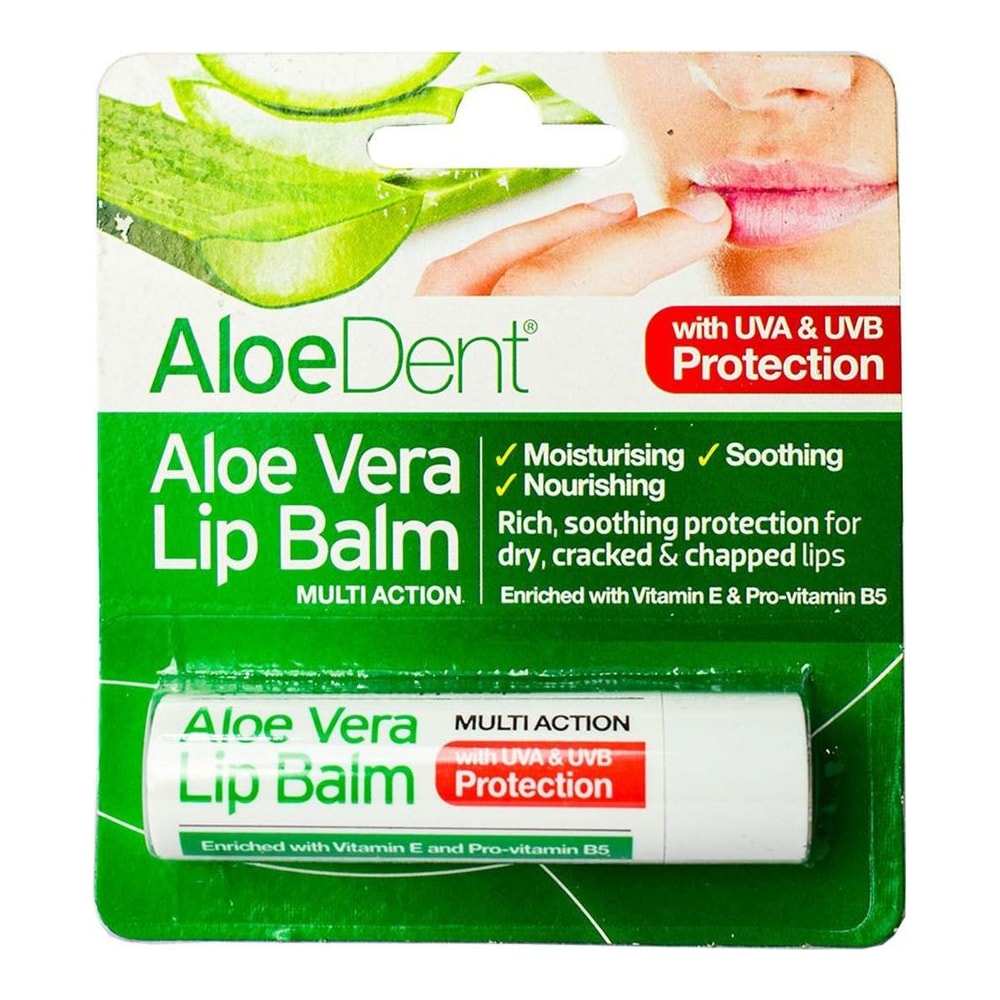 AloeDent®
with UVA & UVB
Protection
Aloe Vera
Lip Balm
MULTI ACTION
✓ Moisturising ✓ Soothing
✓ Nourishing
Rich, soothing protection for
dry, cracked & chapped lips
Enriched with Vitamin E & Pro-vitamin B5
Aloe Vera
Lip Balm
MULTI ACTION
with UVA & UVB
Protection
Enriched with Vitamin E and Pro-vitamin B5